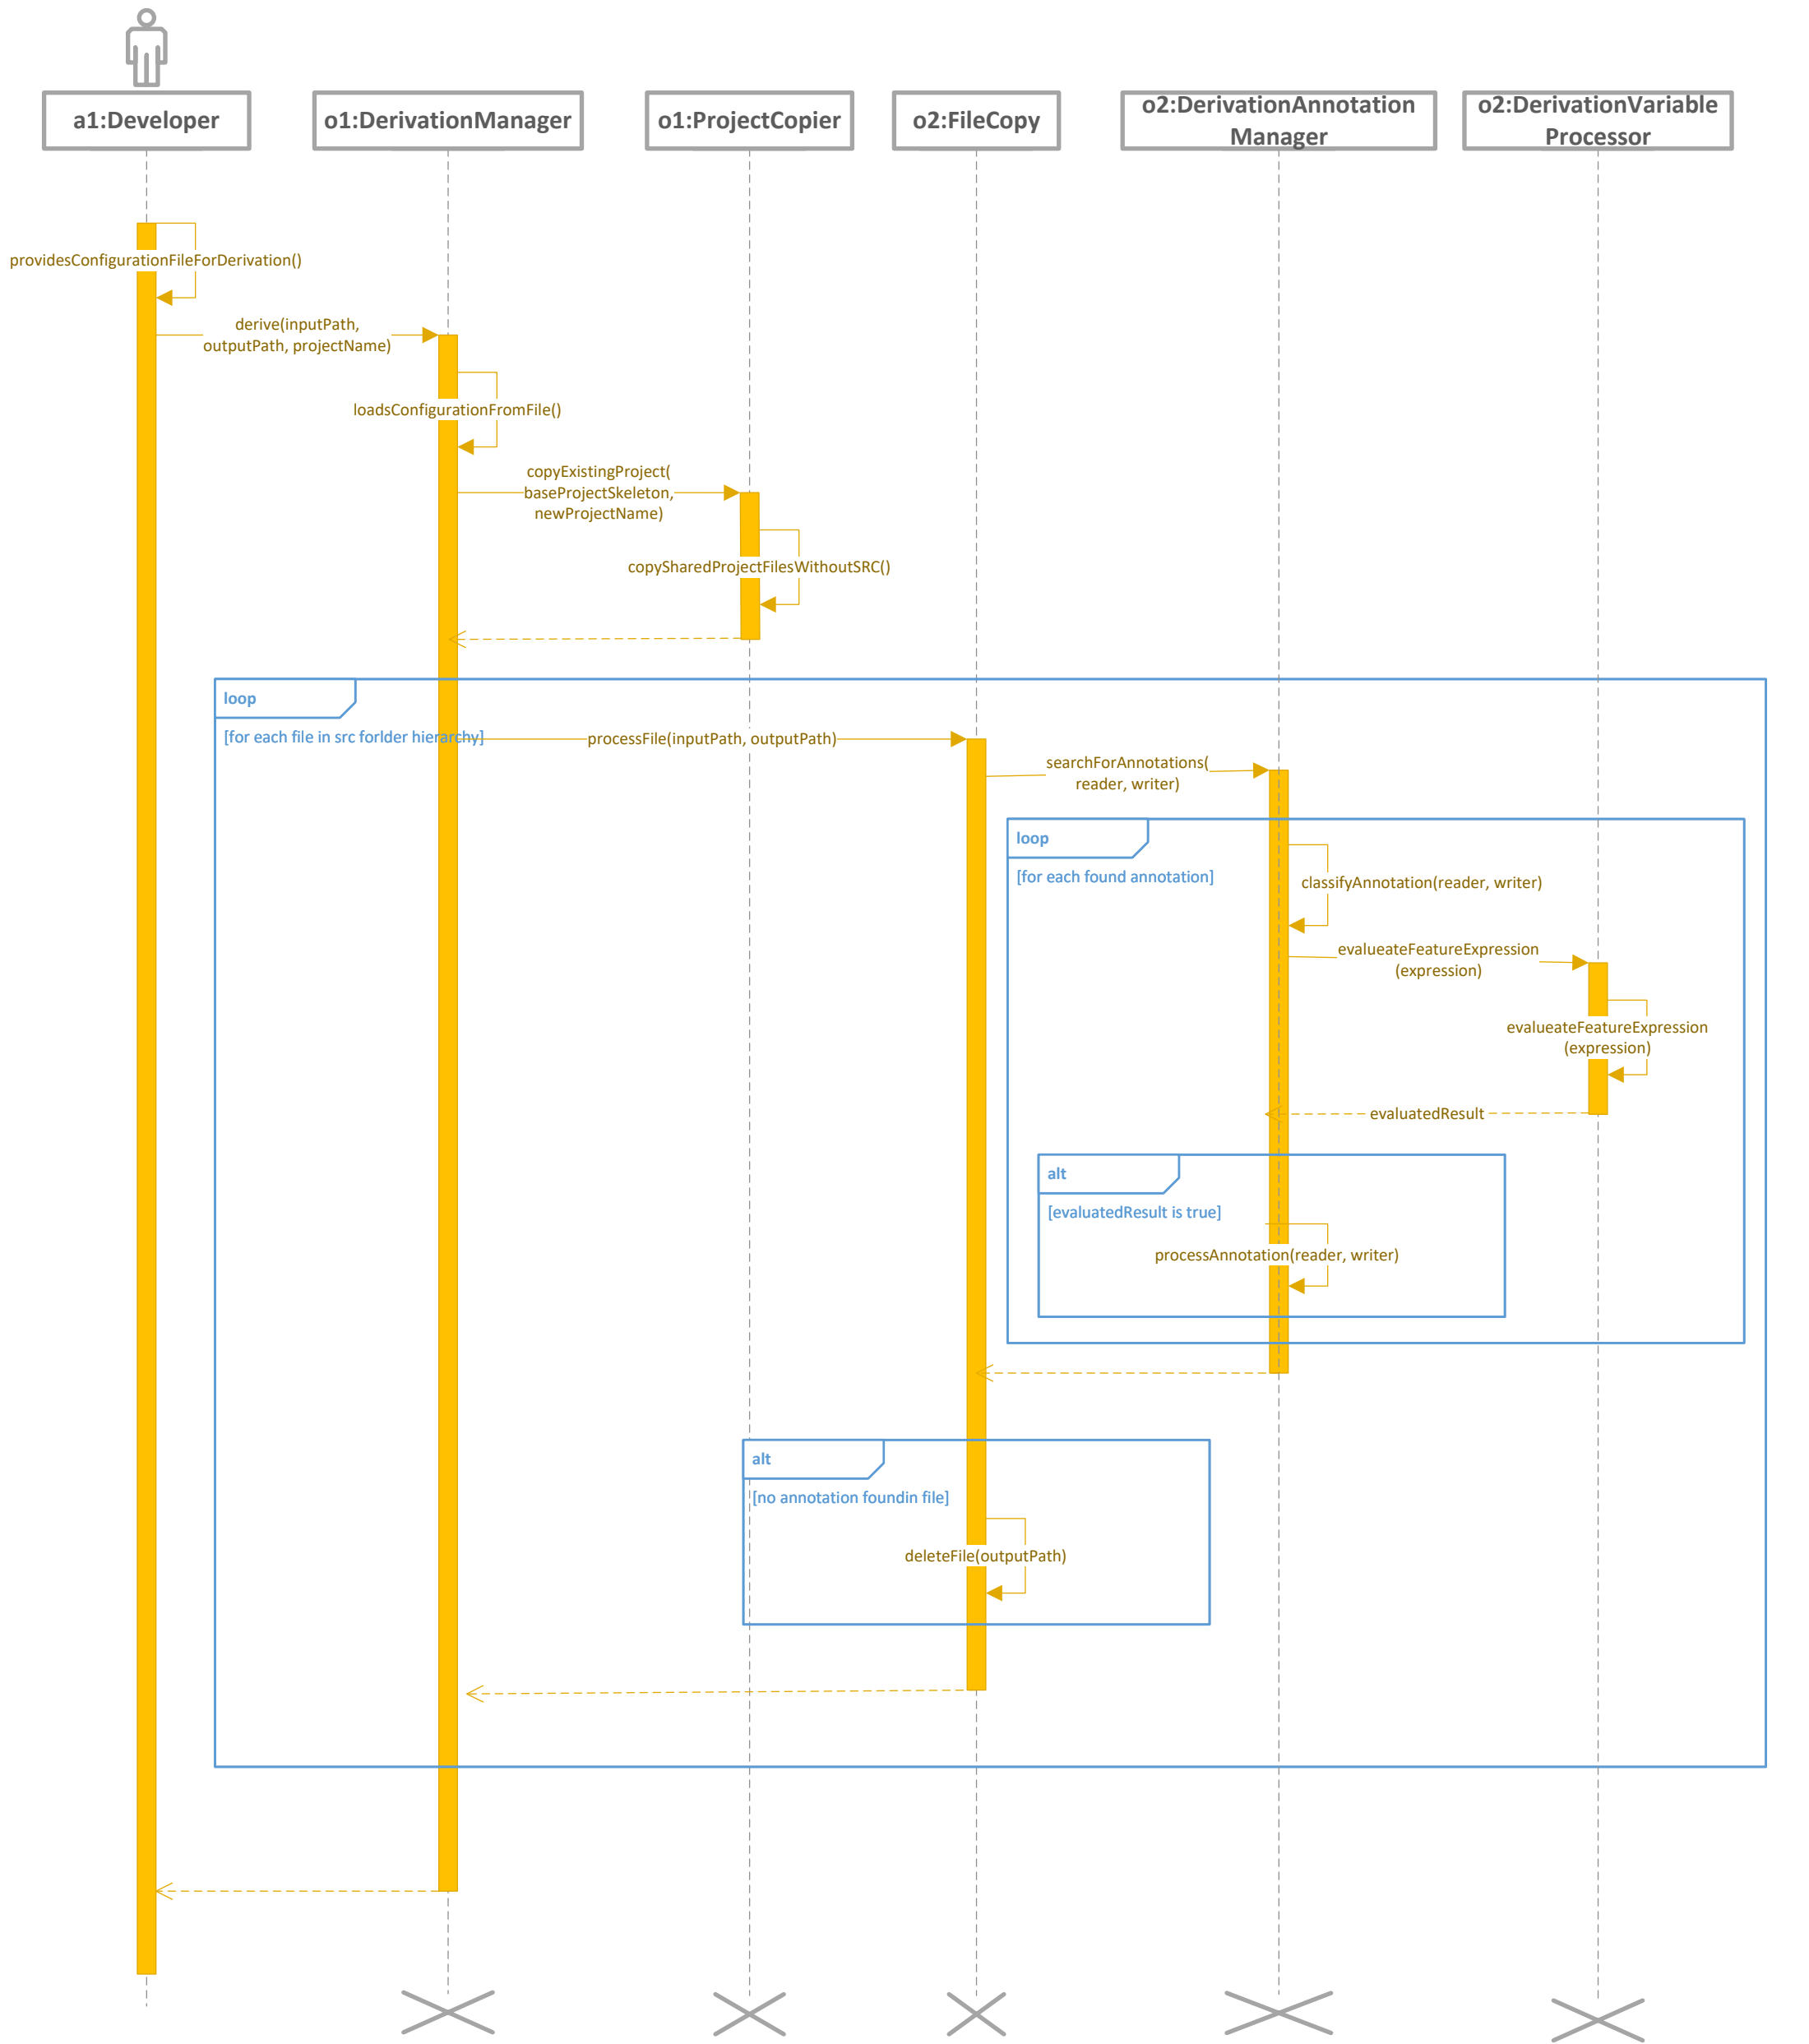 a1:Developer
o1:DerivationManager
o1:ProjectCopier
o2:FileCopy
o2:DerivationAnnotation
Manager
o2:DerivationVariable
Processor
providesConfigurationFileForDerivation()
derive(inputPath,
outputPath, projectName)
loadsConfigurationFromFile()
copyExistingProject(
baseProjectSkeleton,
newProjectName)
copySharedProjectFilesWithoutSRC()
loop
[for each file in src forlder hierarchy]
processFile(inputPath, outputPath)
searchForAnnotations(
reader, writer)
loop
[for each found annotation]
classifyAnnotation(reader, writer)
evalueateFeatureExpression
(expression)
evalueateFeatureExpression
(expression)
evaluatedResult
alt
[evaluatedResult is true]
processAnnotation(reader, writer)
alt
[no annotation foundin file]
deleteFile(outputPath)